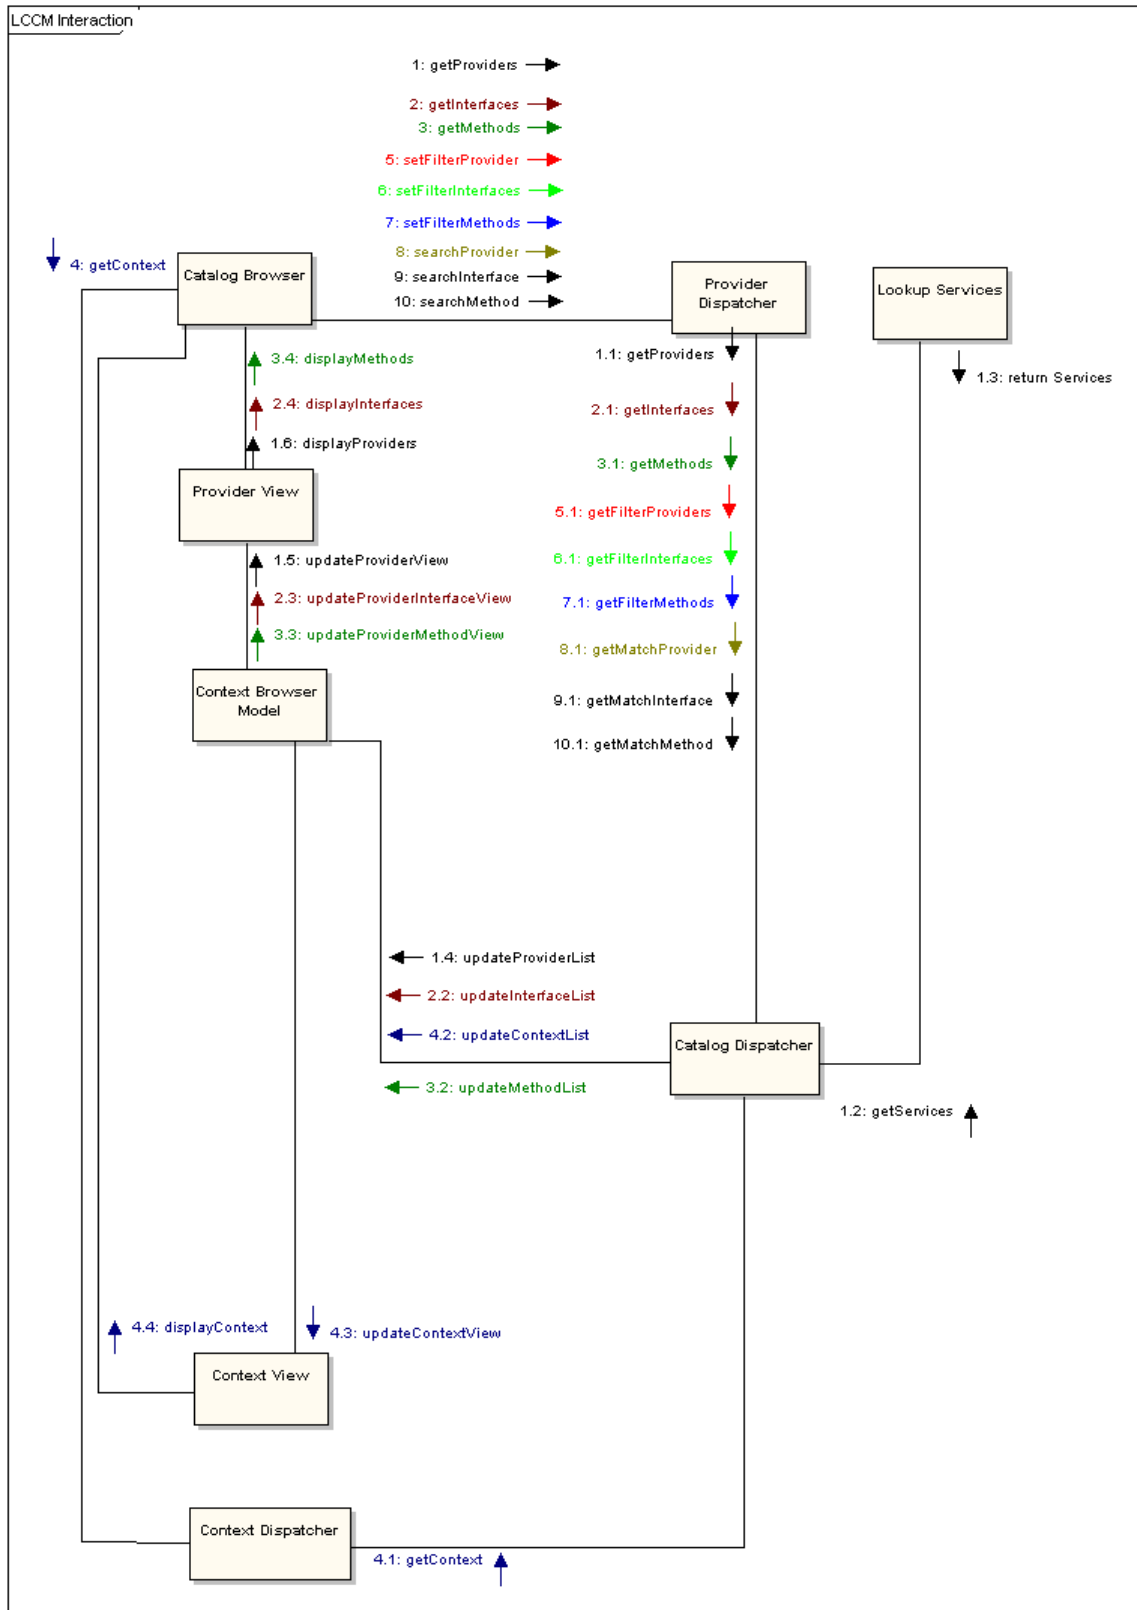 LCCM Interaction
1: getProviders
2: getInterfaces
3: getMethods
5: setFilterProvider
6: setFilterInterfaces
7: setFilterMethods
8: searchProvider
9: searchInterface
10: searchMethod
4: getContext
Catalog Browser
Provider
Dispatcher
Lookup Services
1.1: getProviders
1.3: return Services
3.4: displayMethods
2.4: displayInterfaces
2.1: getInterfaces
1.6: displayProviders
3.1: getMethods
Provider View
5.1: getFilterProviders
1.5: updateProviderView
6.1: getFilterInterfaces
2.3: updateProviderInterfaceView
7.1: getFilterMethods
3.3: updateProviderMethodView
8.1: getMatchProvider
Context Browser
Model
9.1: getMatchInterface
10.1: getMatchMethod
1.4: updateProviderList
2.2: updateInterfaceList
4.2: updateContextList
Catalog Dispatcher
3.2: updateMethodList
1.2: getServices
4.4: displayContext
4.3: updateContextView
Context View
Context Dispatcher
4.1: getContext